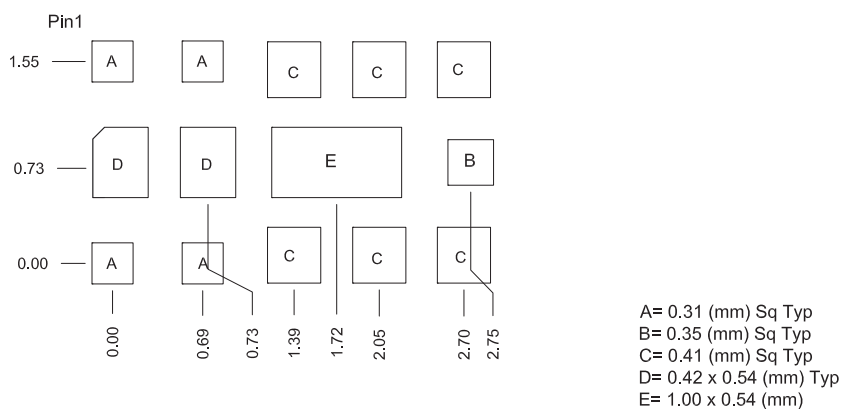 Pin1
1.55 A A C C C
0.73 D D E B
0.00 A A C C C
0.00 0.69 0.73 1.39 1.72 2.05 2.70 2.75
A= 0.31 (mm) Sq Typ
B= 0.35 (mm) Sq Typ
C= 0.41 (mm) Sq Typ
D= 0.42 x 0.54 (mm) Typ
E= 1.00 x 0.54 (mm)